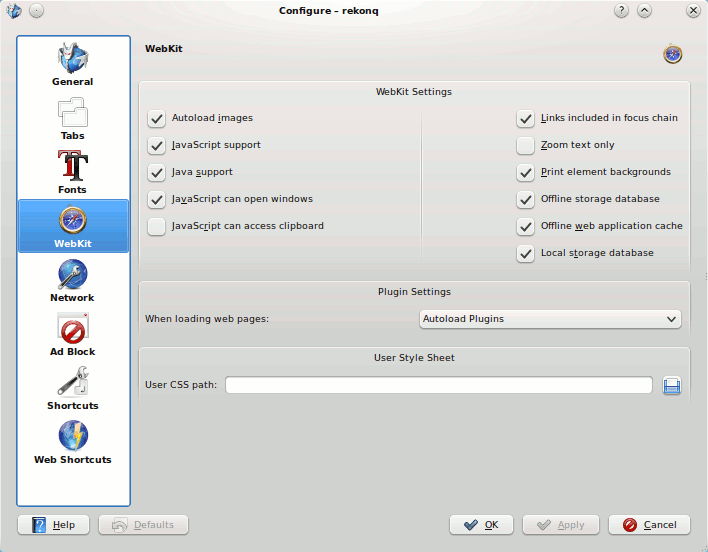 Configure – rekonq
General
Tabs
Fonts
WebKit
Network
Ad Block
Shortcuts
Web Shortcuts
WebKit
WebKit Settings
Autoload images
JavaScript support
Java support
JavaScript can open windows
JavaScript can access clipboard
Links included in focus chain
Zoom text only
Print element backgrounds
Offline storage database
Offline web application cache
Local storage database
Plugin Settings
When loading web pages: Autoload Plugins
User Style Sheet
User CSS path:
Help Defaults OK Apply Cancel